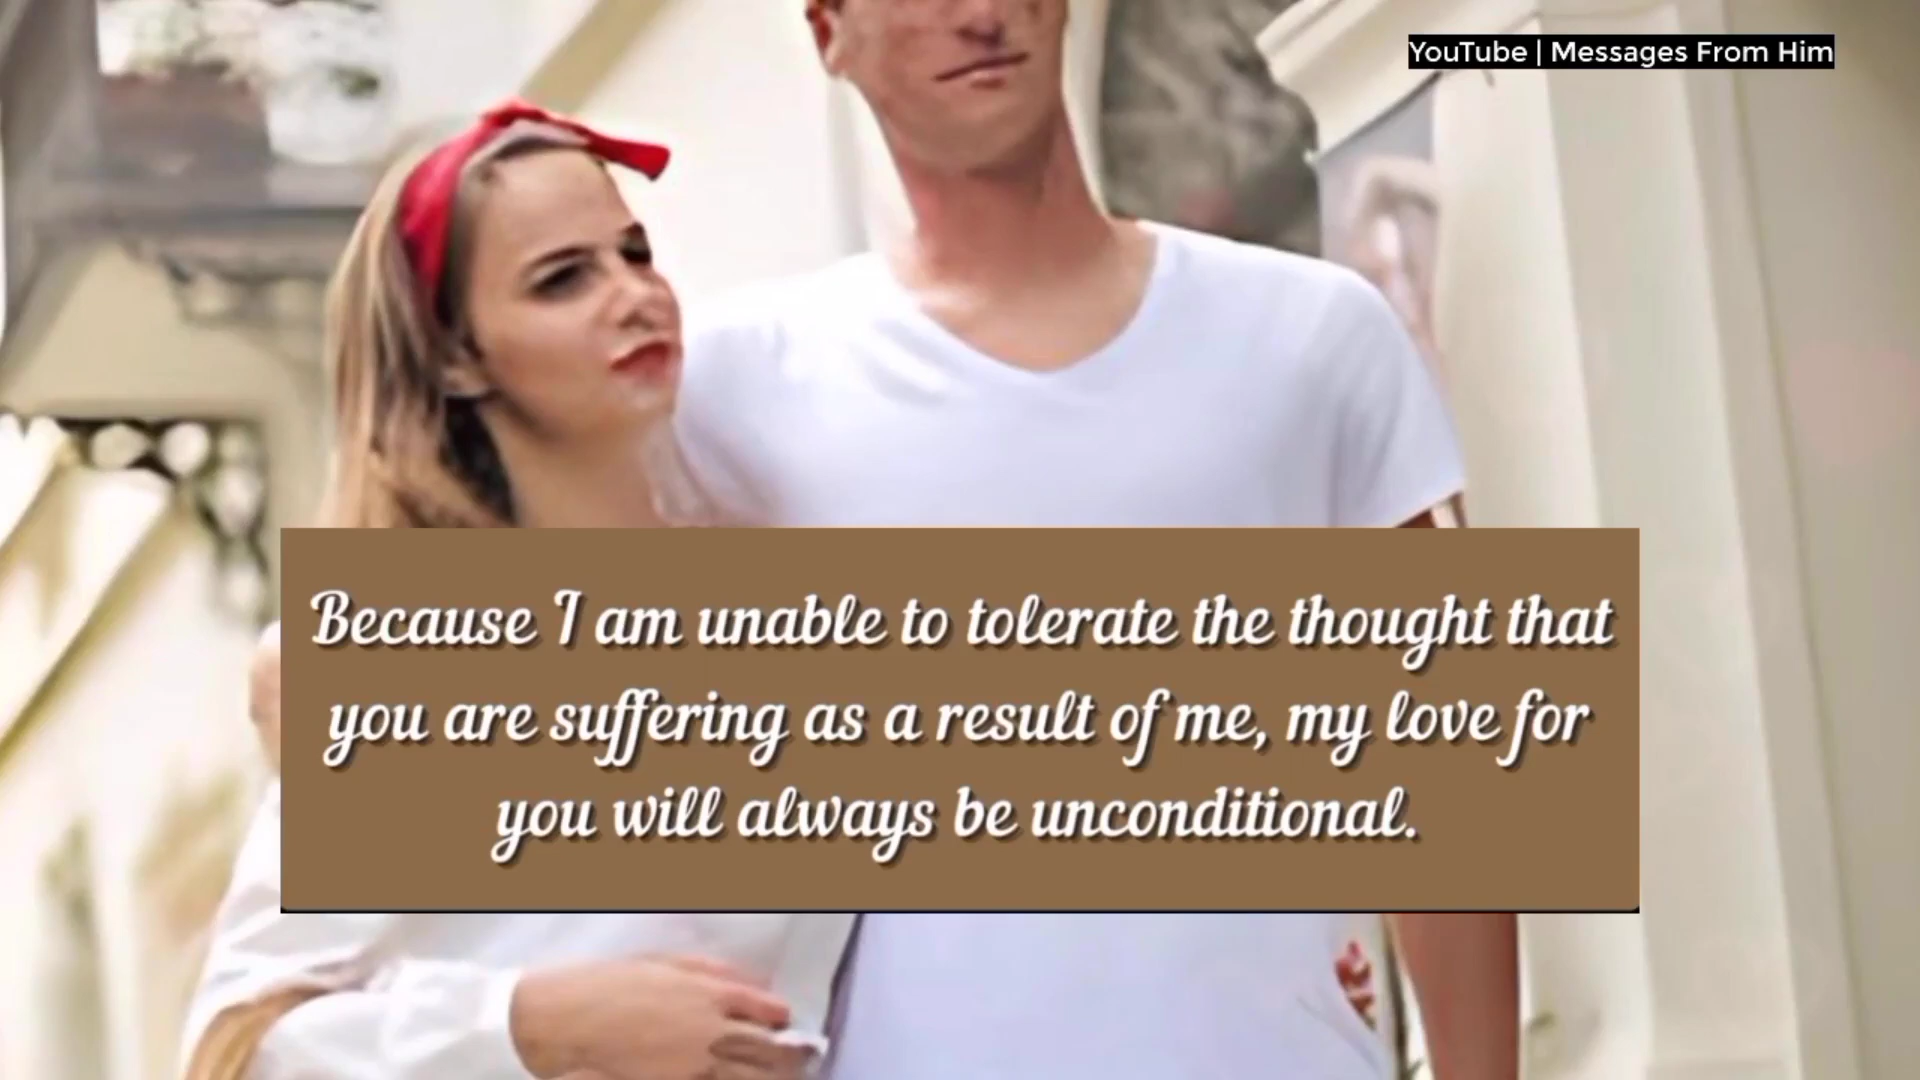 YouTube | Messages From Him
Because I am unable to tolerate the thought that
you are suffering as a result of me, my love for
you will always be unconditional.